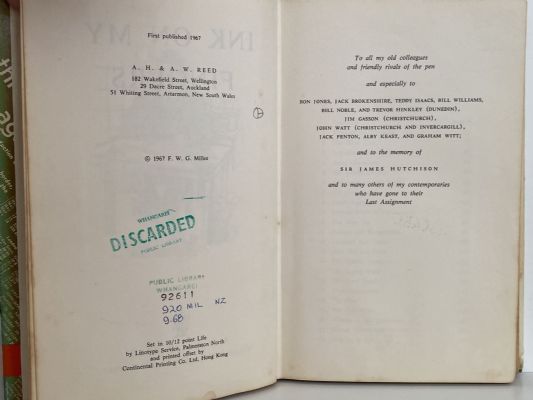 First published 1967
A. H. & A. W. REED
182 Wakefield Street, Wellington
29 Dacre Street, Auckland
51 Whiting Street, Artarmon, New South Wales
© 1967 F. W. G. Miller
WHANGAREI
DISCARDED
PUBLIC LIBRARY
PUBLIC LIBRARY
WHANGAREI
92611
920 MIL NZ
9.68
Set in 10/12 point Life
by Linotype Service, Palmerston North
and printed offset by
Continental Printing Co. Ltd, Hong Kong
To all my old colleagues
and friendly rivals of the pen
and especially to
RON JONES, JACK BROKENSHIRE, TEDDY ISAACS, BILL WILLIAMS,
BILL NOBLE, AND TREVOR HINKLEY (DUNEDIN),
JIM GASSON (CHRISTCHURCH),
JOHN WATT (CHRISTCHURCH AND INVERCARGILL),
JACK FENTON, ALBY KEAST, AND GRAHAM WITT;
and to the memory of
SIR JAMES HUTCHISON
and to many others of my contemporaries
who have gone to their
Last Assignment